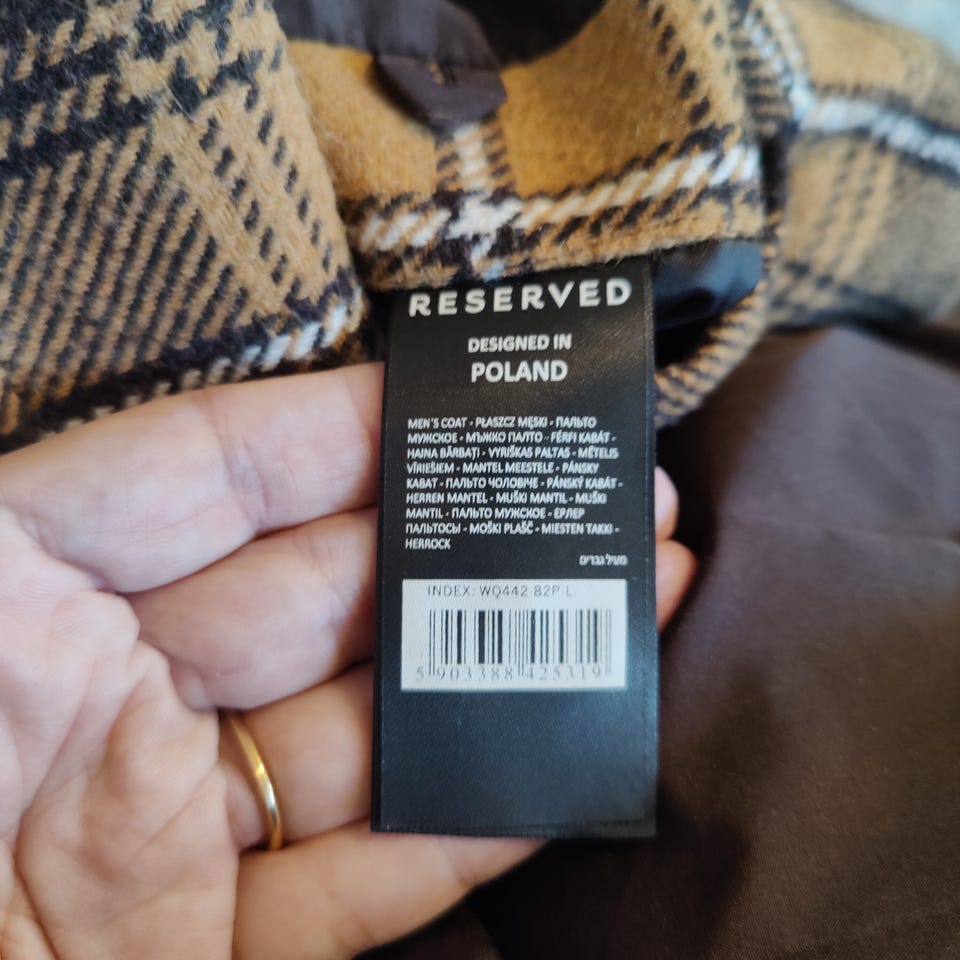 RESERVED
DESIGNED IN
POLAND
MEN'S COAT - PŁASZCZ MĘSKI - ПАЛЬТО
МУЖСКОЕ - МЪЖКО ПАЛТО - FÉRFI KABÁT -
HAINA BĂRBAȚI - VYRIŠKAS PALTAS - MĒTELIS
VĪRIEŠIEM - MANTEL MEESTELE - PÁNSKY
KABAT - ПАЛЬТО ЧОЛОВІЧЕ - PÁNSKÝ KABÁT -
HERREN MANTEL - MUŠKI MANTIL - MUŠKI
MANTIL - ПАЛЬТО МУЖСКОЕ - ЕРЛЕР
ПАЛЬТОСЫ - MOŠKI PLAŠČ - MIESTEN TAKKI -
HERROCK
מעיל גברים
INDEX: WQ442-82P-L
5 903388 425319